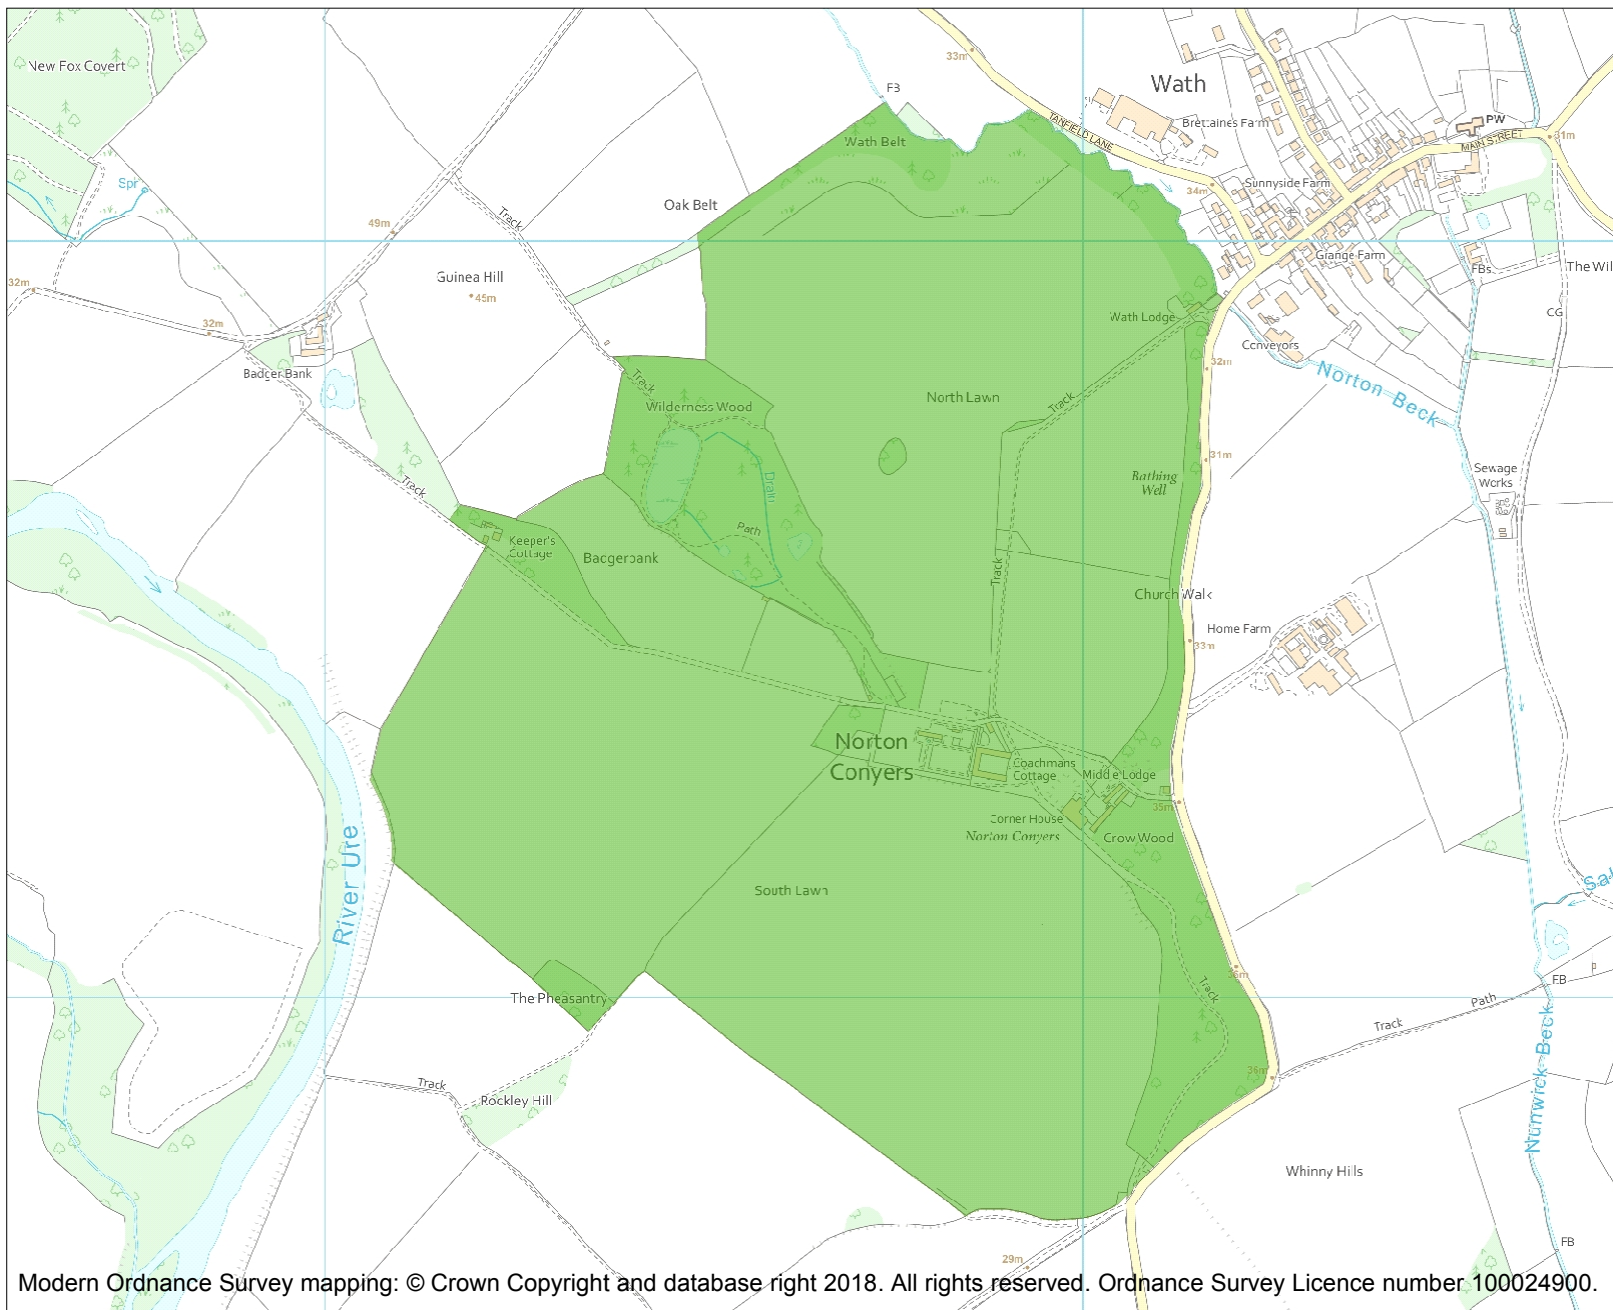 New Fox Covert
33m
Wath
FB
Brettaines Farm
TANFIELD LANE
PW
MAIN STREET
31m
Wath Belt
Spr
Sunnyside Farm
34m
Oak Belt
Track
49m
Grange Farm
FBs
The Wil
Guinea Hill
45m
32m
32m
Wath Lodge
CG
Conveyors
32m
Badger Bank
Norton Beck
Track
Wilderness Wood
North Lawn
Track
31m
Bathing
Well
Sewage
Works
Track
Drain
Path
Keeper's
Cottage
Badgerbank
Track
Church Walk
Home Farm
33m
Norton
Conyers
Coachmans
Cottage
Middle Lodge
35m
Corner House
Norton Conyers
Crow Wood
River Ure
South Lawn
Sal
36m
Track
FB
The Pheasantry
Path
Track
Nunwick Beck
36m
Track
Rockley Hill
Whinny Hills
FB
29m
Modern Ordnance Survey mapping: © Crown Copyright and database right 2018. All rights reserved. Ordnance Survey Licence number 100024900.